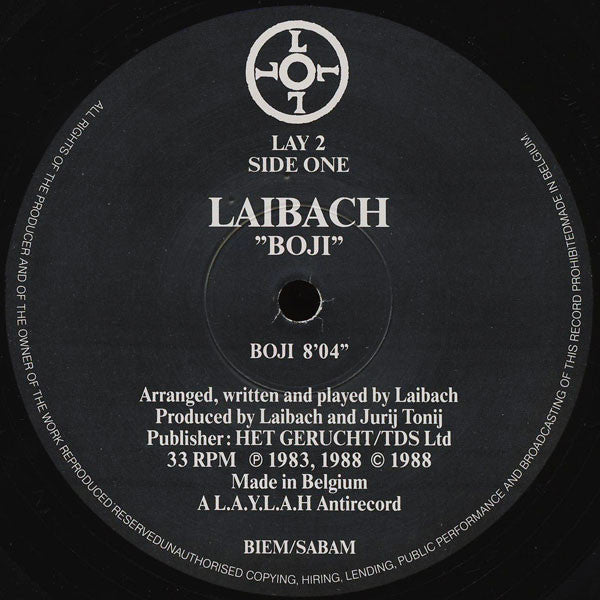 L
L L
L
LAY 2
SIDE ONE
LAIBACH
”BOJI”
BOJI 8’04”
Arranged, written and played by Laibach
Produced by Laibach and Jurij Tonij
Publisher : HET GERUCHT/TDS Ltd
33 RPM ℗ 1983, 1988 © 1988
Made in Belgium
A L.A.Y.L.A.H Antirecord
BIEM/SABAM
ALL RIGHTS OF THE PRODUCER AND OF THE OWNER OF THE WORK REPRODUCED RESERVEDUNAUTHORISED COPYING, HIRING, LENDING, PUBLIC PERFORMANCE AND BROADCASTING OF THIS RECORD PROHIBITEDMADE IN BELGIUM